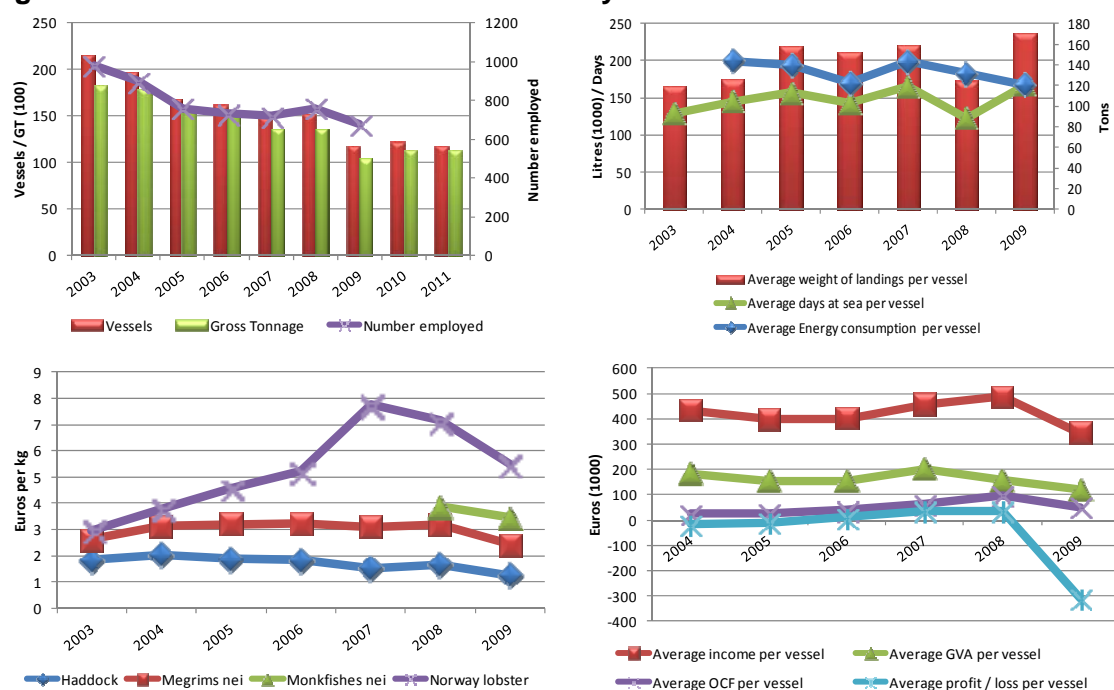 250
200
150
100
50
0
Vessels / GT (100)
1200
1000
800
600
400
200
0
Number employed
2003 2004 2005 2006 2007 2008 2009 2010 2011
Vessels Gross Tonnage Number employed
250
200
150
100
50
0
Litres (1000) / Days
180
160
140
120
100
80
60
40
20
0
Tons
2003 2004 2005 2006 2007 2008 2009
Average weight of landings per vessel
Average days at sea per vessel
Average Energy consumption per vessel
9
8
7
6
5
4
3
2
1
0
Euros per kg
2003 2004 2005 2006 2007 2008 2009
Haddock Megrims nei Monkfishes nei Norway lobster
600
500
400
300
200
100
0
-100
-200
-300
-400
Euros (1000)
2004 2005 2006 2007 2008 2009
Average income per vessel Average GVA per vessel
Average OCF per vessel Average profit / loss per vessel